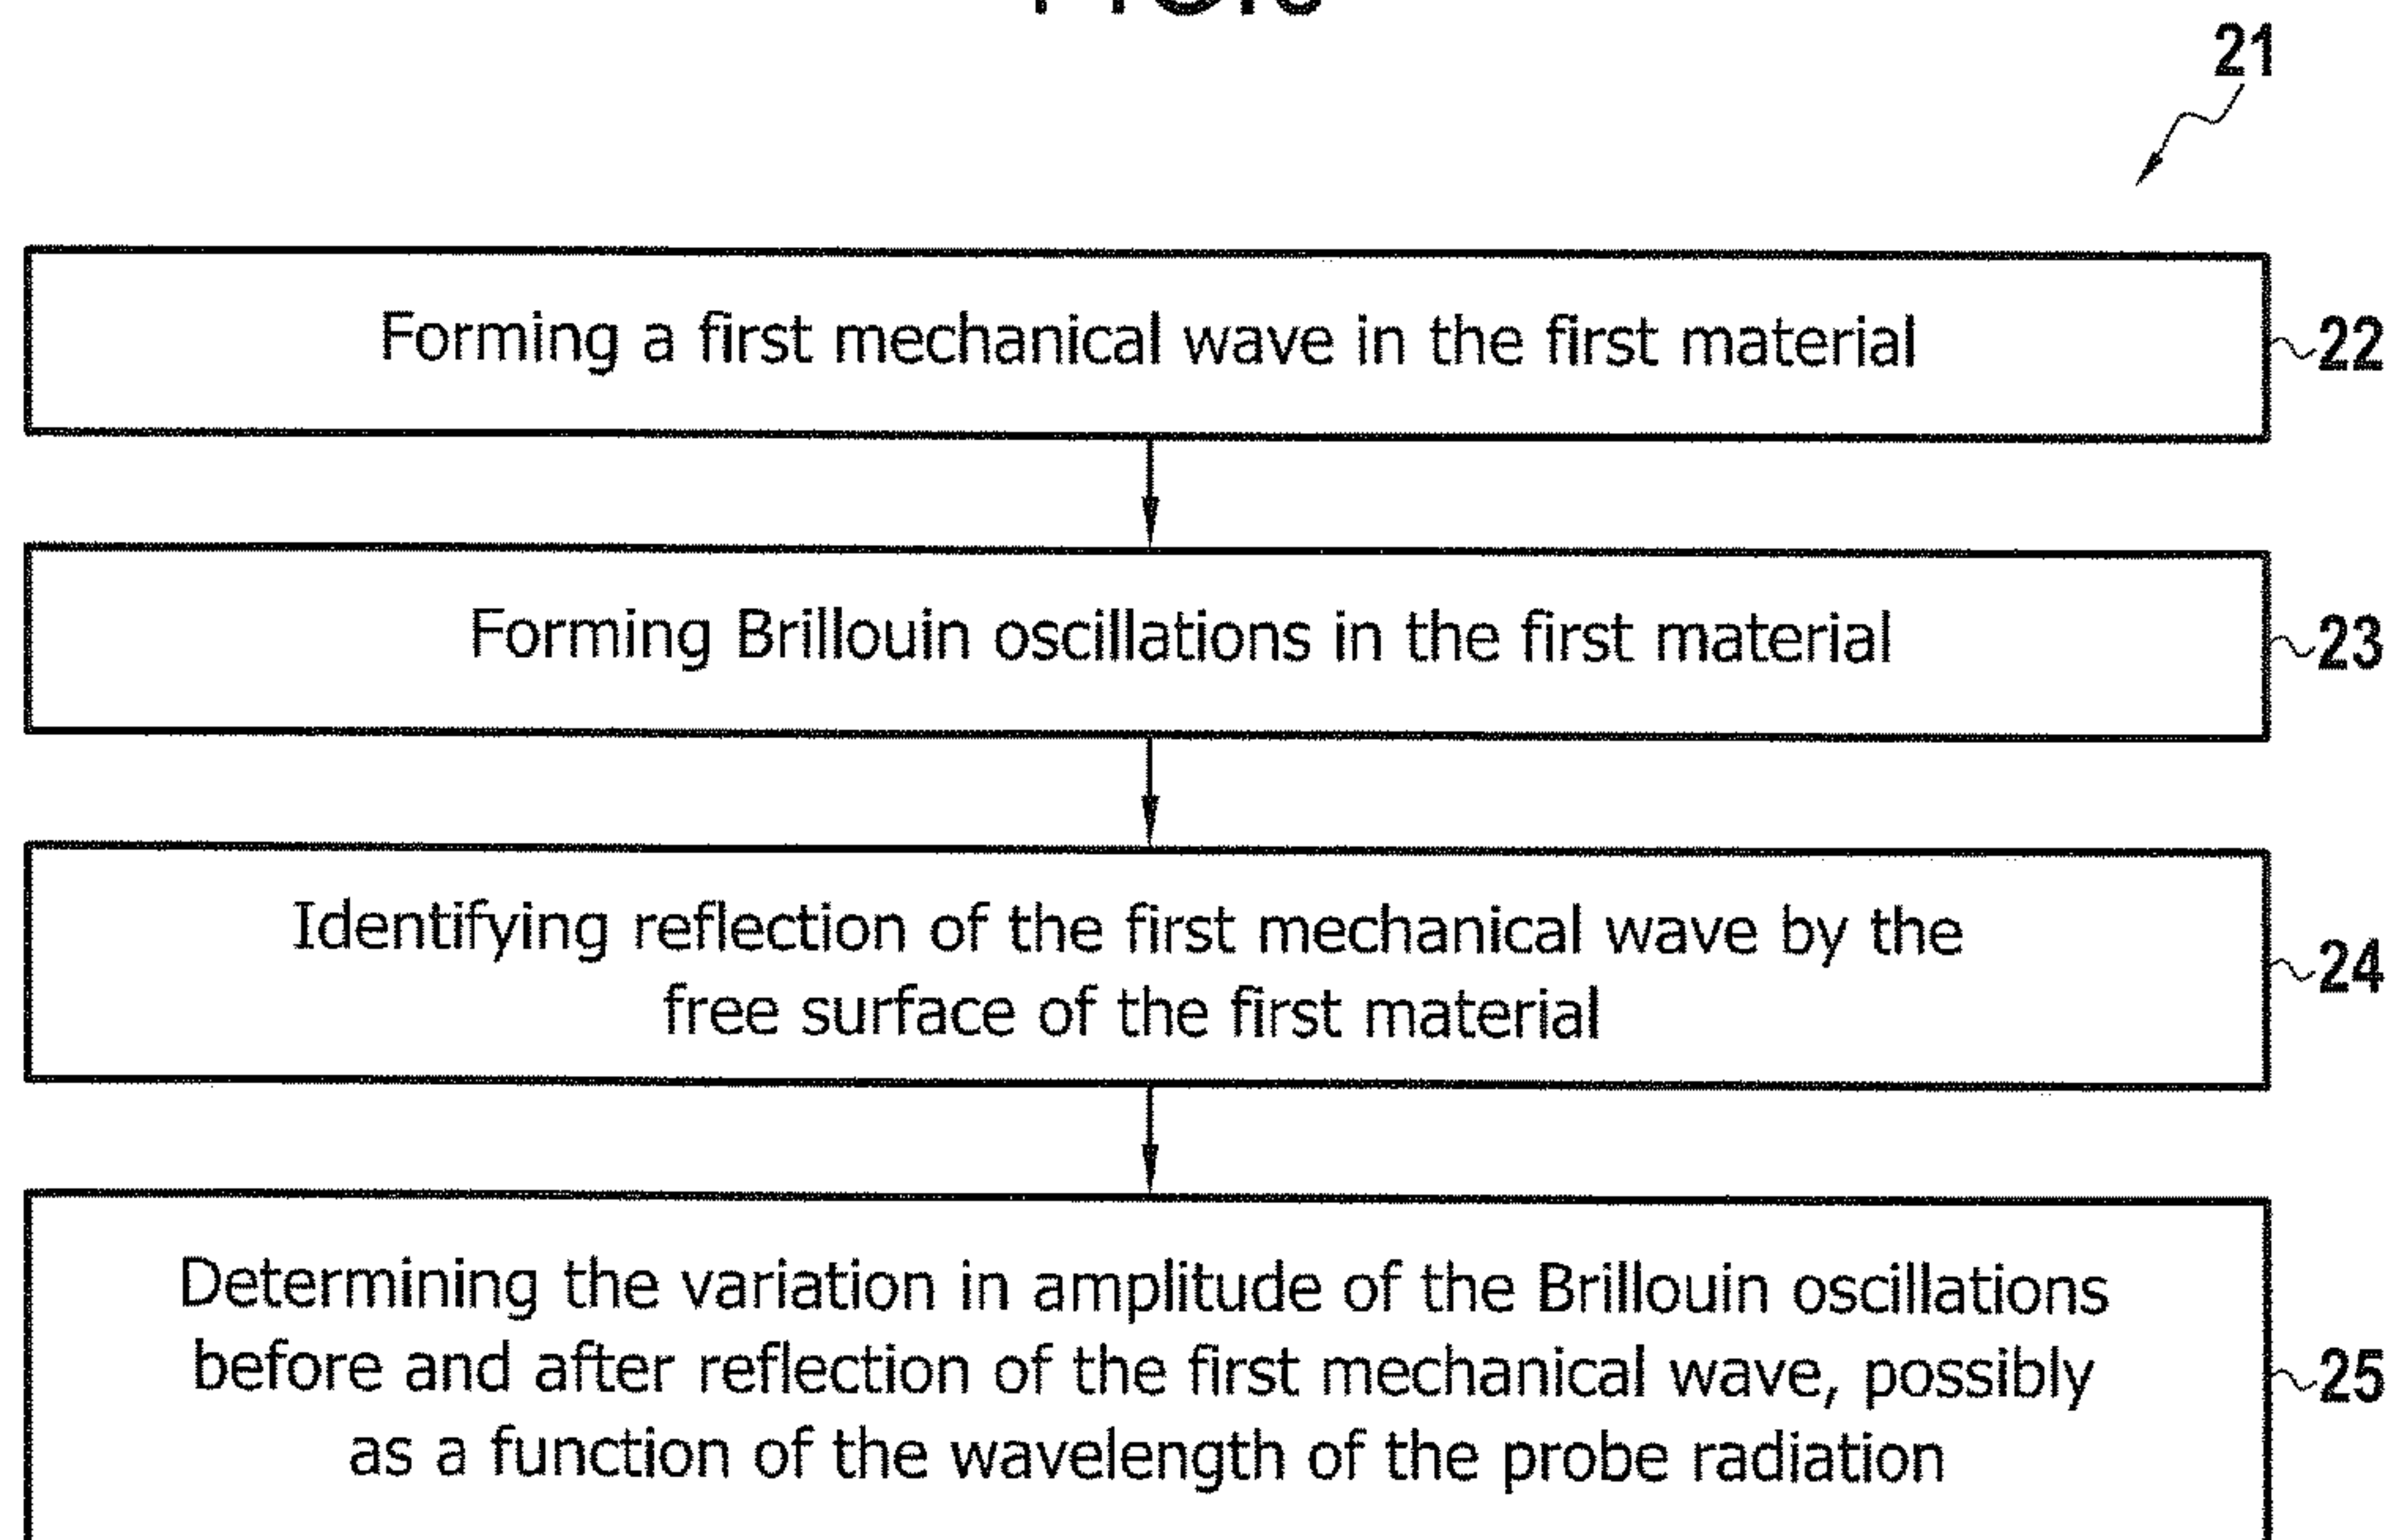 21
Forming a first mechanical wave in the first material
22
Forming Brillouin oscillations in the first material
23
Identifying reflection of the first mechanical wave by the
free surface of the first material
24
Determining the variation in amplitude of the Brillouin oscillations
before and after reflection of the first mechanical wave, possibly
as a function of the wavelength of the probe radiation
25